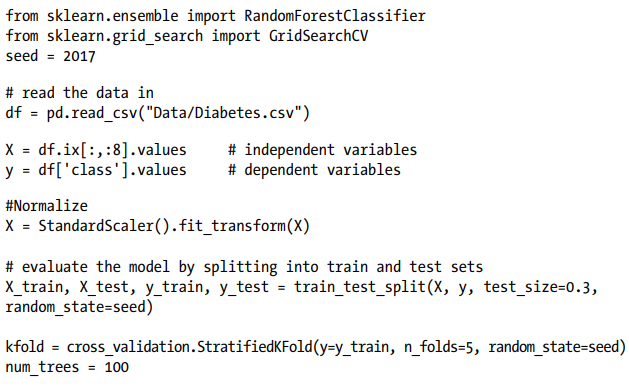 from sklearn.ensemble import RandomForestClassifier
from sklearn.grid_search import GridSearchCV
seed = 2017
# read the data in
df = pd.read_csv("Data/Diabetes.csv")
X = df.ix[:,:8].values     # independent variables
y = df['class'].values     # dependent variables
#Normalize
X = StandardScaler().fit_transform(X)
# evaluate the model by splitting into train and test sets
X_train, X_test, y_train, y_test = train_test_split(X, y, test_size=0.3,
random_state=seed)
kfold = cross_validation.StratifiedKFold(y=y_train, n_folds=5, random_state=seed)
num_trees = 100